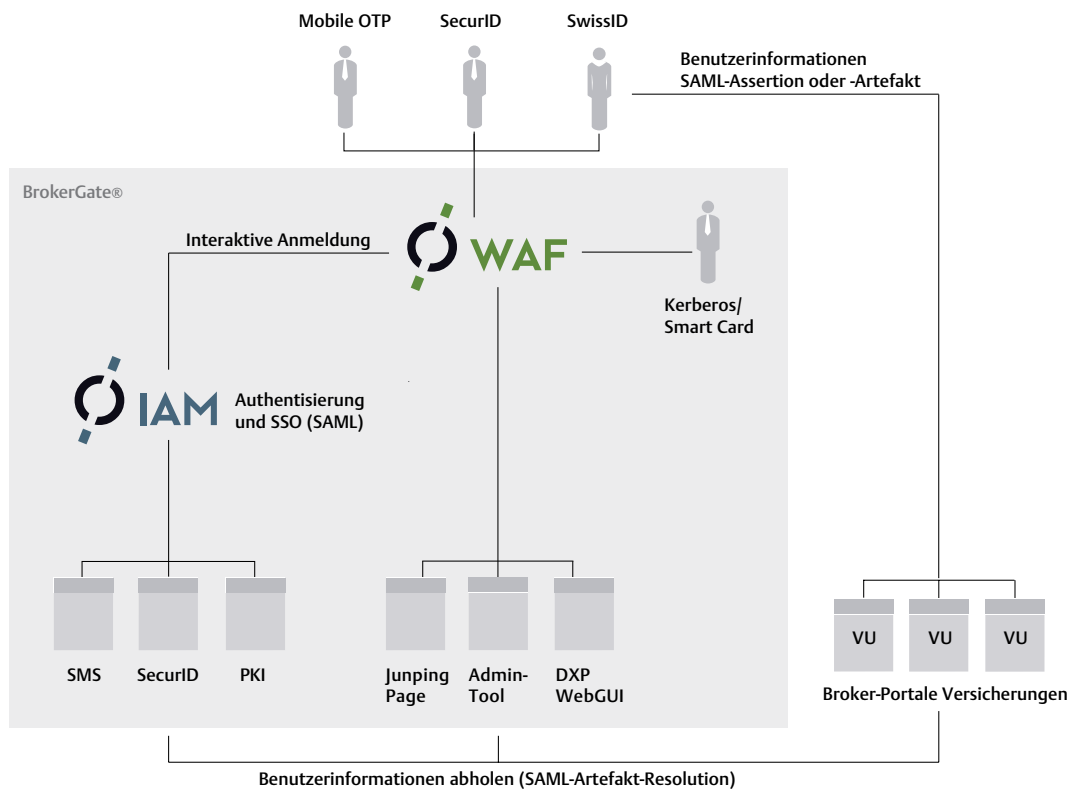 Mobile OTP
SecurID
SwissID
Benutzerinformationen
SAML-Assertion oder -Artefakt
BrokerGate®
Interaktive Anmeldung
WAF
Kerberos/
Smart Card
IAM
Authentisierung
und SSO (SAML)
SMS
SecurID
PKI
Junping
Page
Admin-
Tool
DXP
WebGUI
VU
VU
VU
Broker-Portale Versicherungen
Benutzerinformationen abholen (SAML-Artefakt-Resolution)